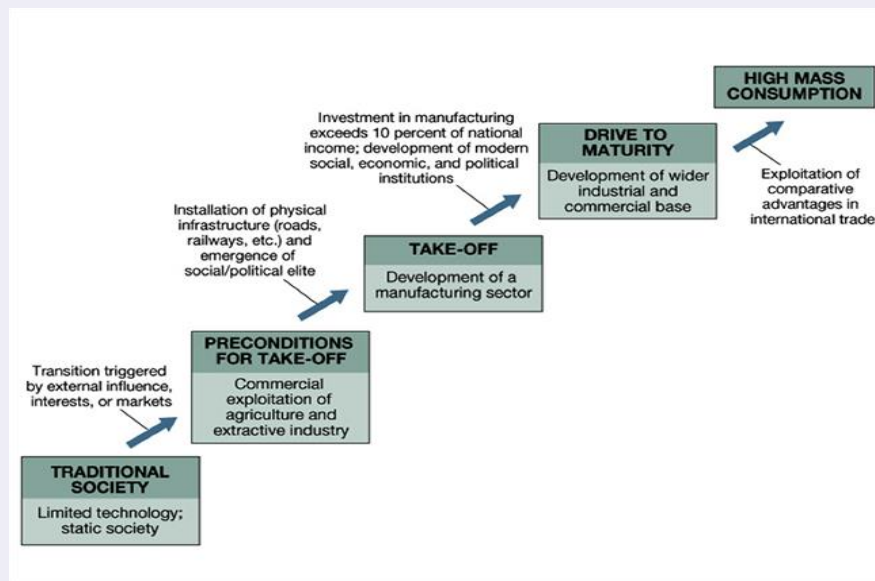 HIGH MASS
CONSUMPTION
Investment in manufacturing
exceeds 10 percent of national
income; development of modern
social, economic, and political
institutions
DRIVE TO
MATURITY
Development of wider
industrial and
commercial base
Exploitation of
comparative
advantages in
international trade
Installation of physical
infrastructure (roads,
railways, etc.) and
emergence of
social/political elite
TAKE-OFF
Development of a
manufacturing sector
PRECONDITIONS
FOR TAKE-OFF
Commercial
exploitation of
agriculture and
extractive industry
Transition triggered
by external influence,
interests, or markets
TRADITIONAL
SOCIETY
Limited technology;
static society